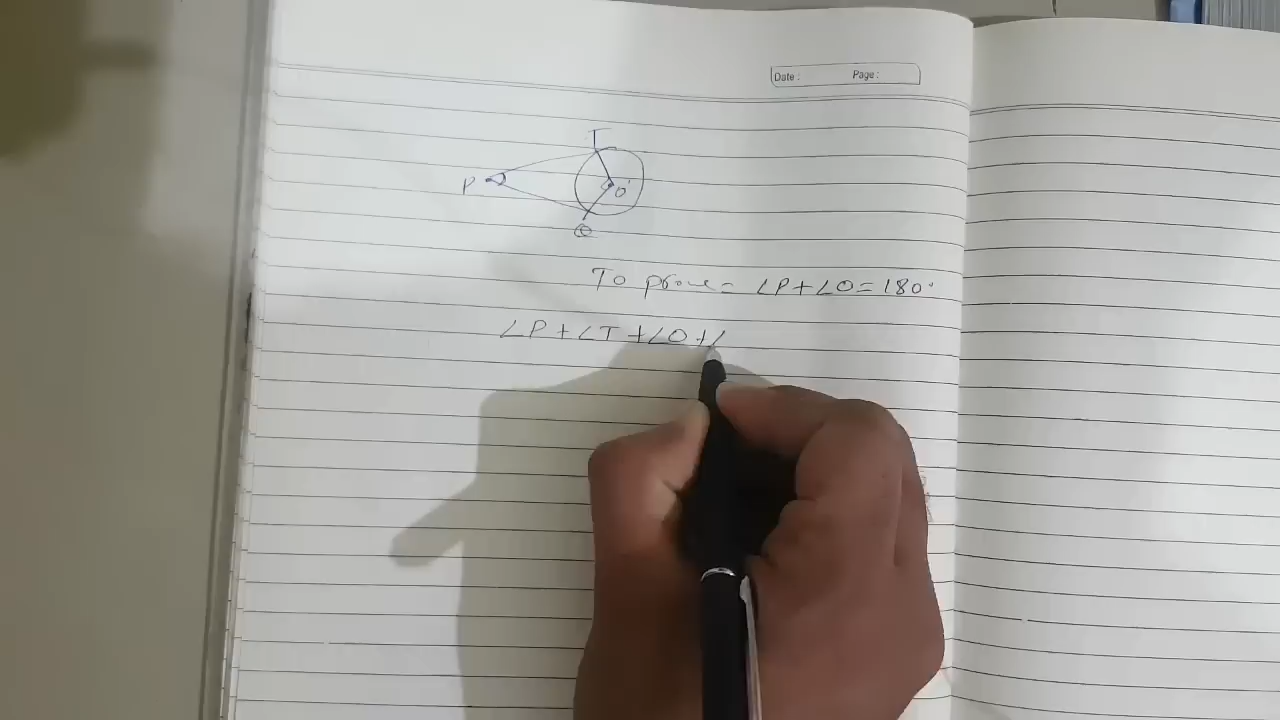 Date : Page :
T
P
O
Q
To prove = ∠P+∠O=180°
∠P+∠T+∠O+∠